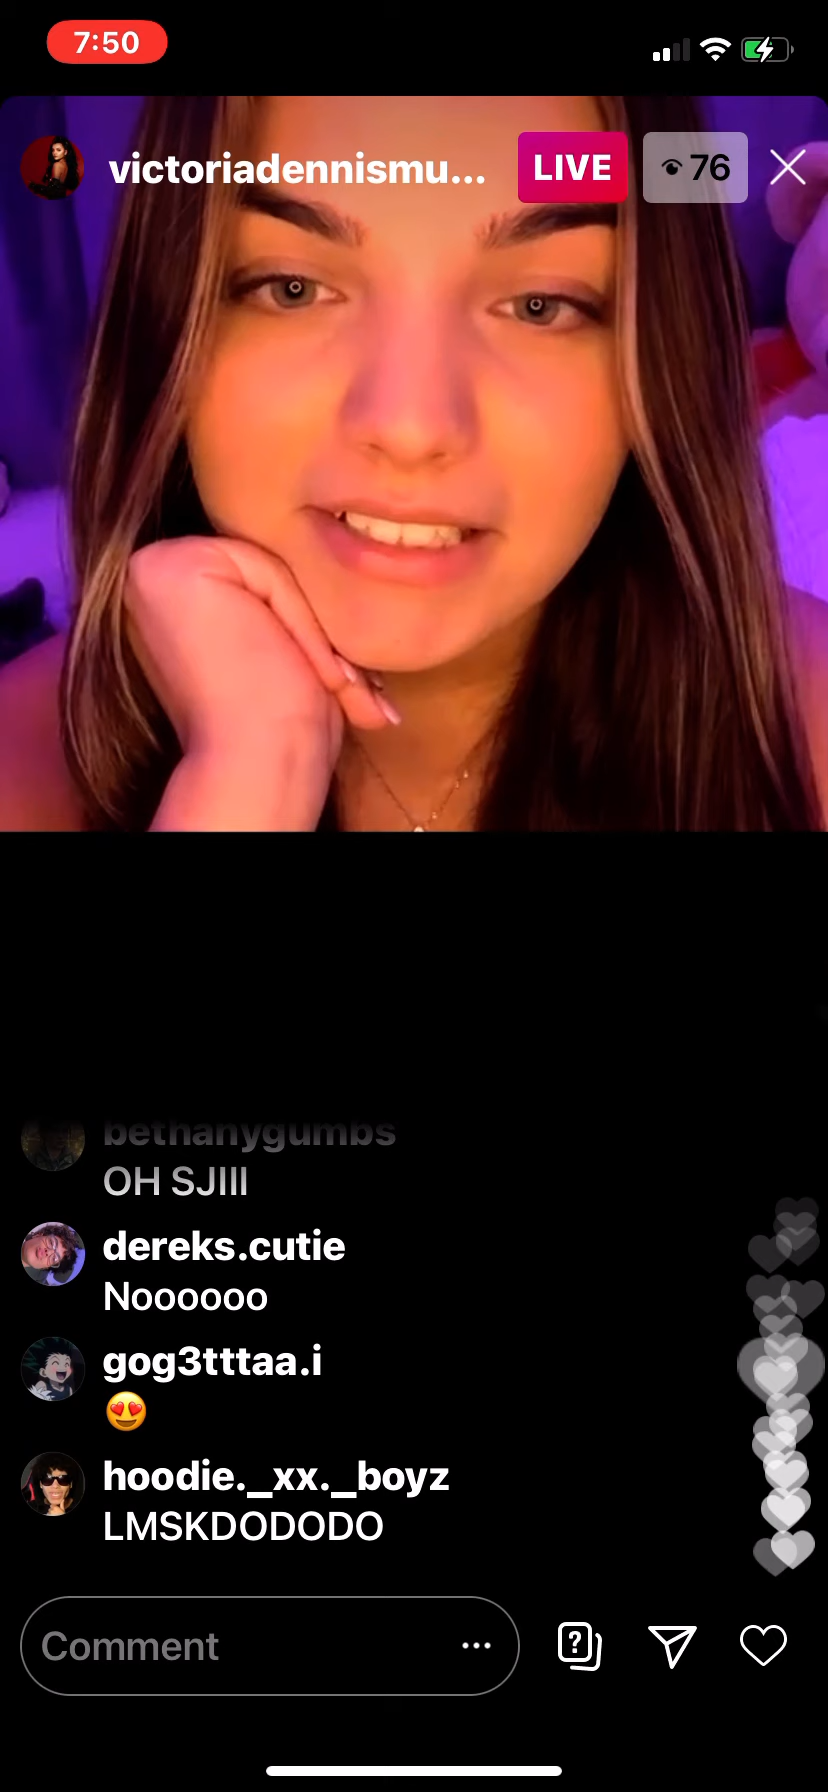 7:50
victoriadennismu...
LIVE
76
bethanygumbs
OH SJIII
dereks.cutie
Noooooo
gog3tttaa.i
😍
hoodie._xx._boyz
LMSKDODODO
Comment